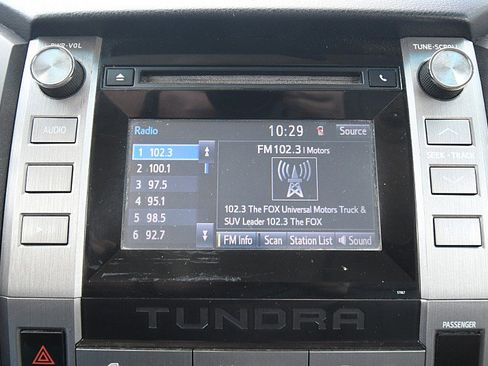 PWR·VOL
TUNE·SCROLL
Radio 10:29 Source
AUDIO
FM 102.3 | Motors
1 102.3
2 100.1
3 97.5
4 95.1
5 98.5
6 92.7
SEEK · TRACK
102.3 The FOX Universal Motors Truck &
SUV Leader 102.3 The FOX
FM Info Scan Station List Sound
TUNDRA
PASSENGER